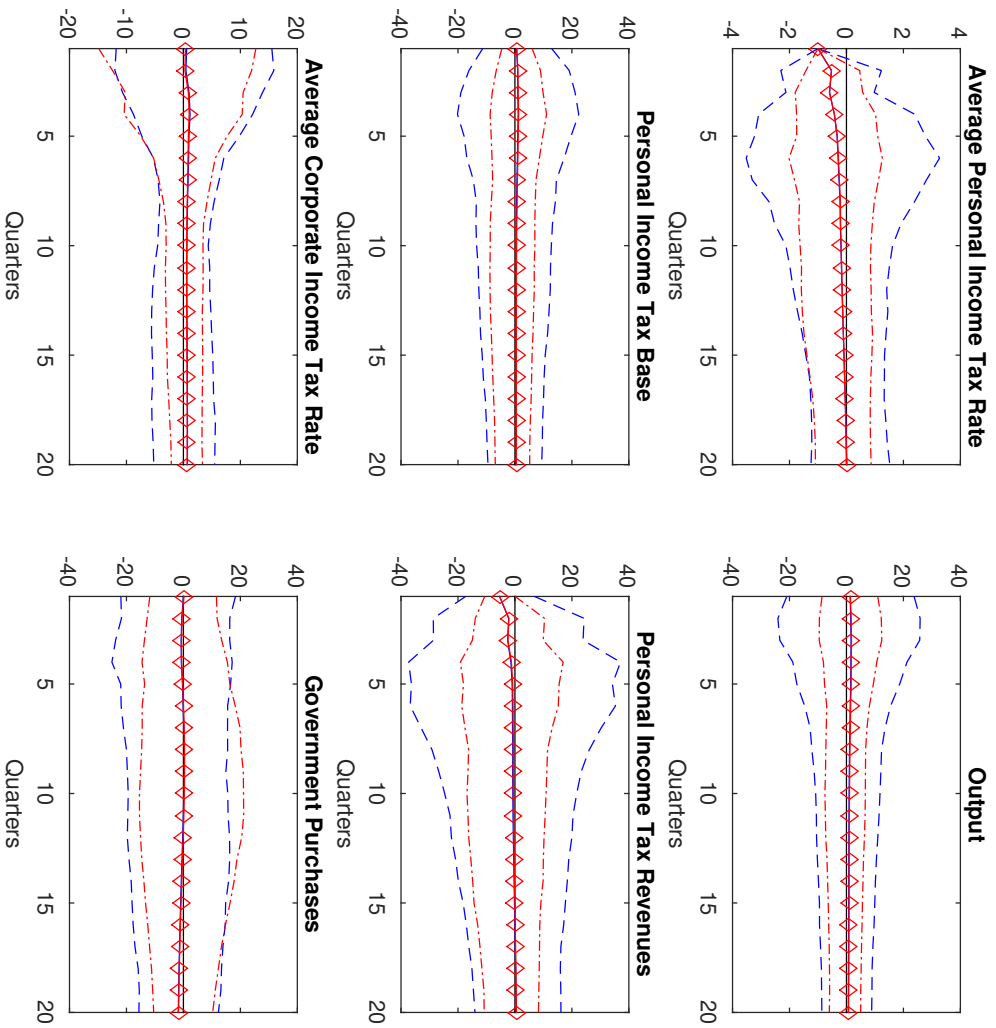 Average Personal Income Tax Rate
4
2
0
-2
-4
5 10 15 20
Quarters
Output
40
20
0
-20
-40
5 10 15 20
Quarters
Personal Income Tax Base
40
20
0
-20
-40
5 10 15 20
Quarters
Personal Income Tax Revenues
40
20
0
-20
-40
5 10 15 20
Quarters
Average Corporate Income Tax Rate
20
10
0
-10
-20
5 10 15 20
Quarters
Government Purchases
40
20
0
-20
-40
5 10 15 20
Quarters